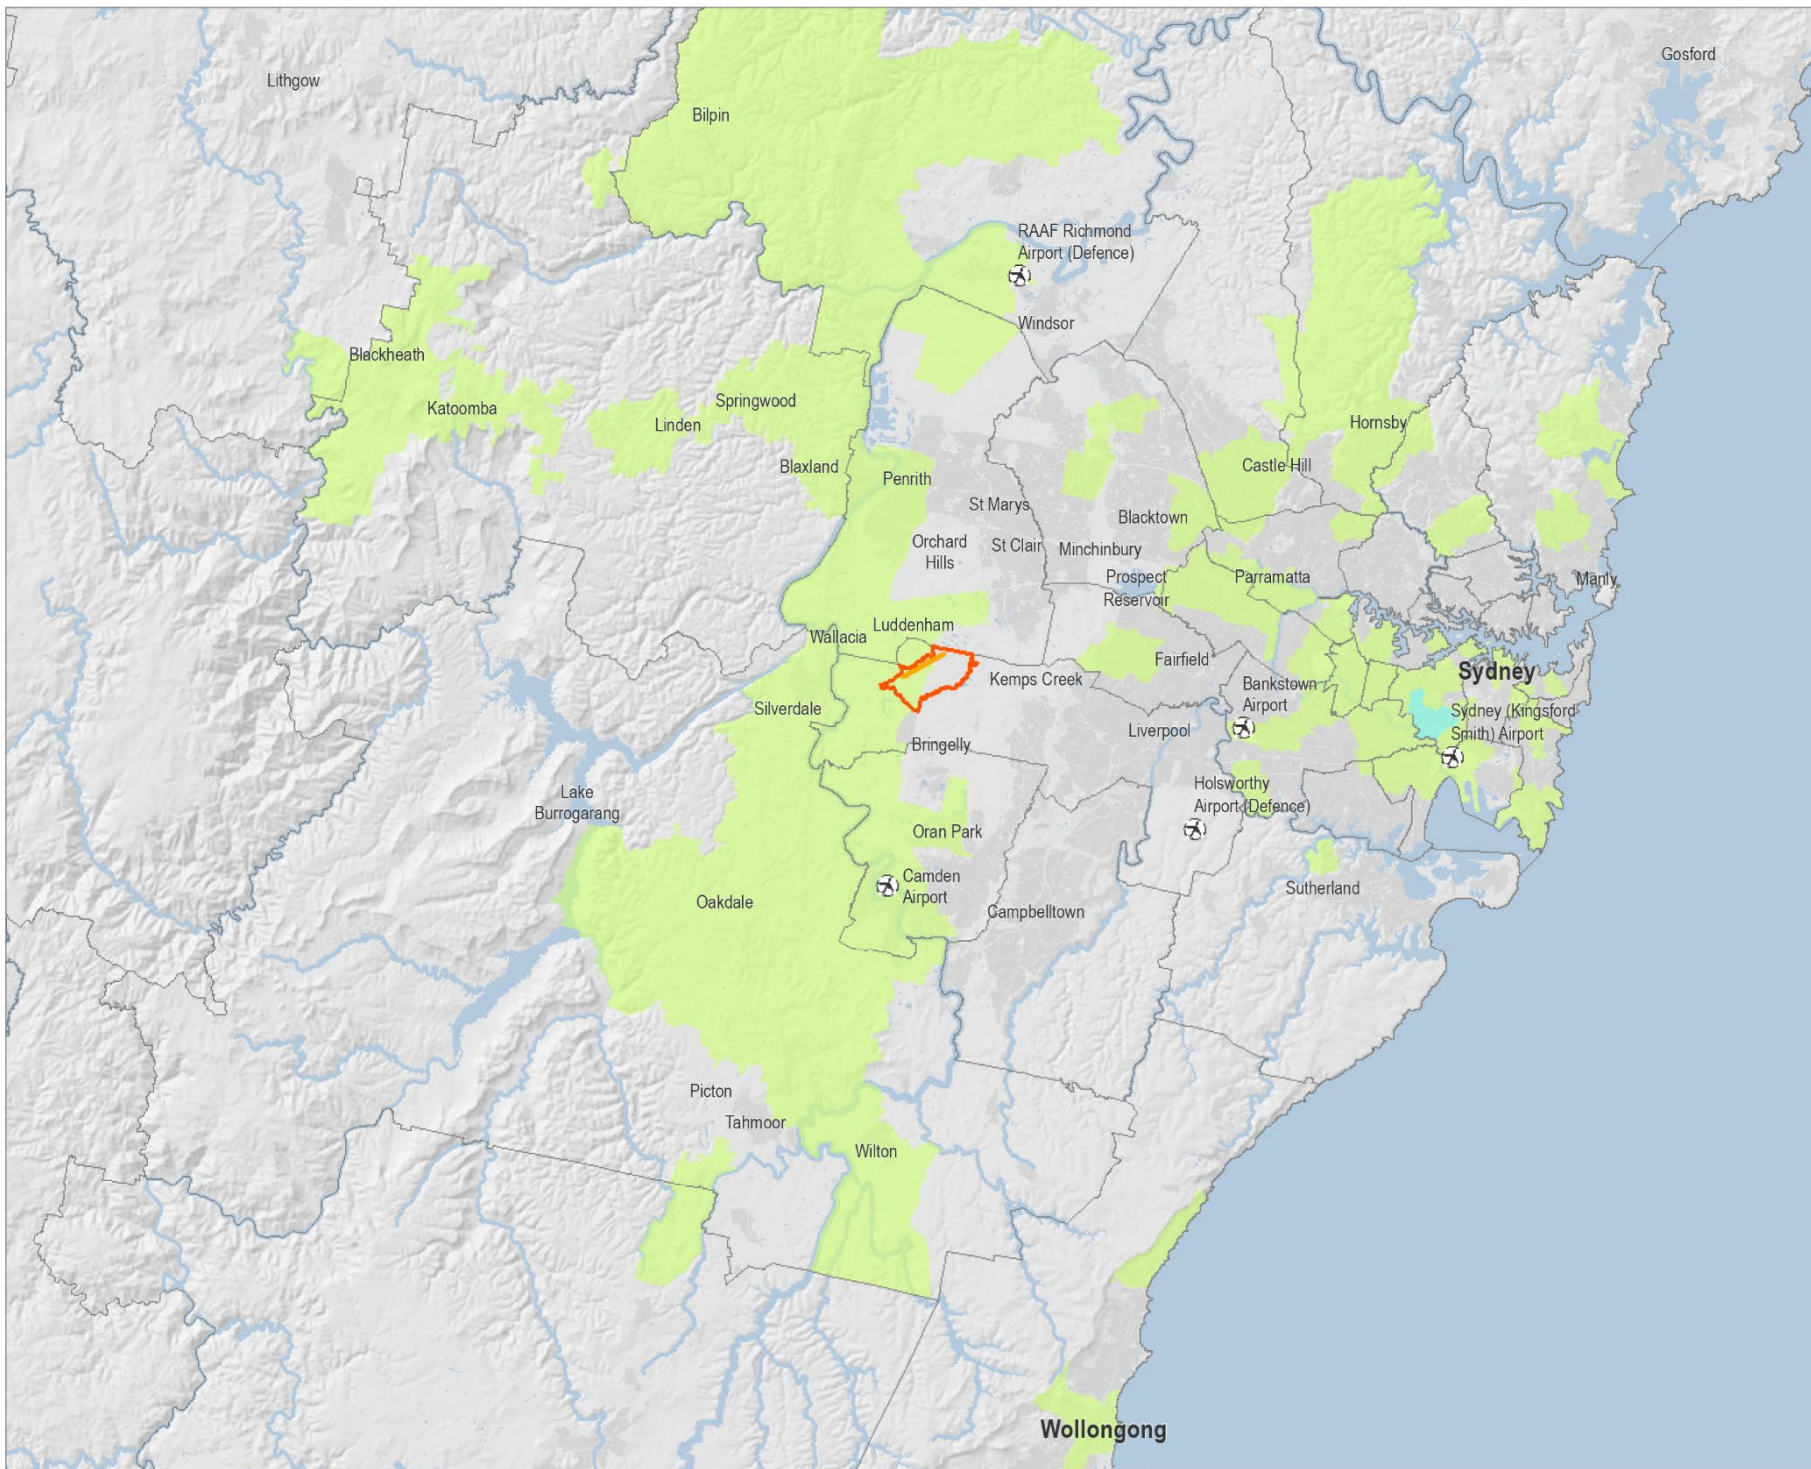 Gosford
Lithgow
Bilpin
RAAF Richmond
Airport (Defence)
Windsor
Blackheath
Katoomba
Springwood
Linden
Hornsby
Castle Hill
Blaxland
Penrith
St Marys
Blacktown
Orchard
Hills
St Clair
Minchinbury
Prospect
Reservoir
Parramatta
Manly
Luddenham
Wallacia
Fairfield
Sydney
Kemps Creek
Bankstown
Airport
Silverdale
Sydney (Kingsford
Smith) Airport
Liverpool
Bringelly
Lake
Burrogarang
Holsworthy
Airport (Defence)
Oran Park
Camden
Airport
Sutherland
Oakdale
Campbelltown
Picton
Tahmoor
Wilton
Wollongong